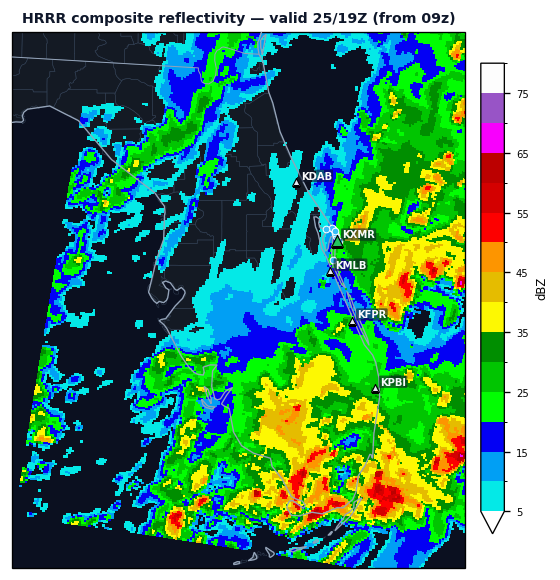 HRRR composite reflectivity — valid 25/19Z (from 09z)
KDAB
KXMR
KMLB
KFPR
KPBI
75
65
55
45
35
25
15
5
dBZ